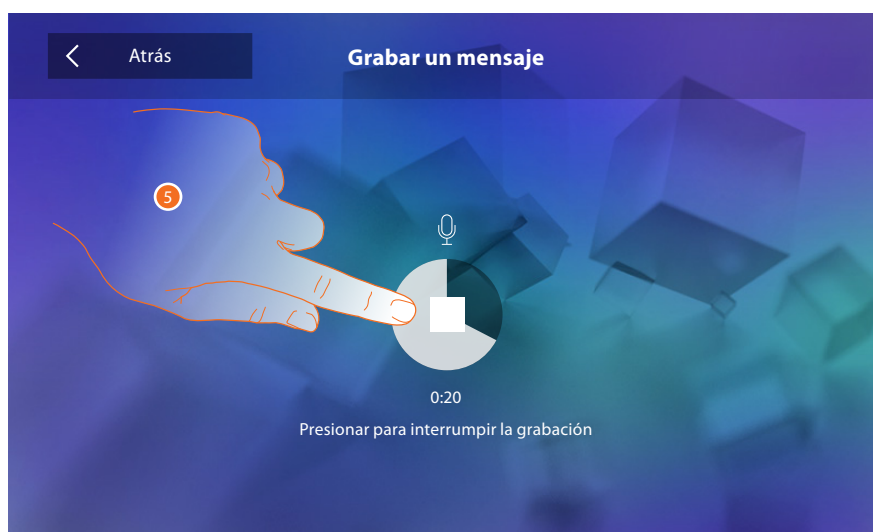 Atrás
Grabar un mensaje
5
0:20
Presionar para interrumpir la grabación